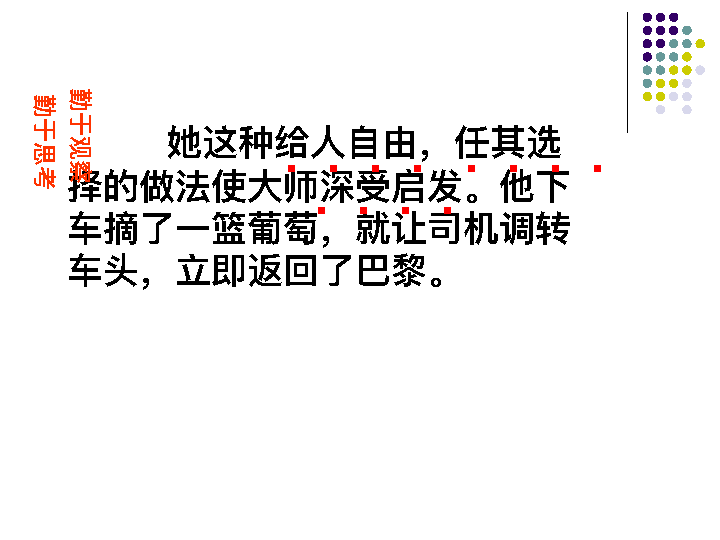 勤于观察
勤于思考
她这种给人自由，任其选
择的做法使大师深受启发。他下
车摘了一篮葡萄，就让司机调转
车头，立即返回了巴黎。